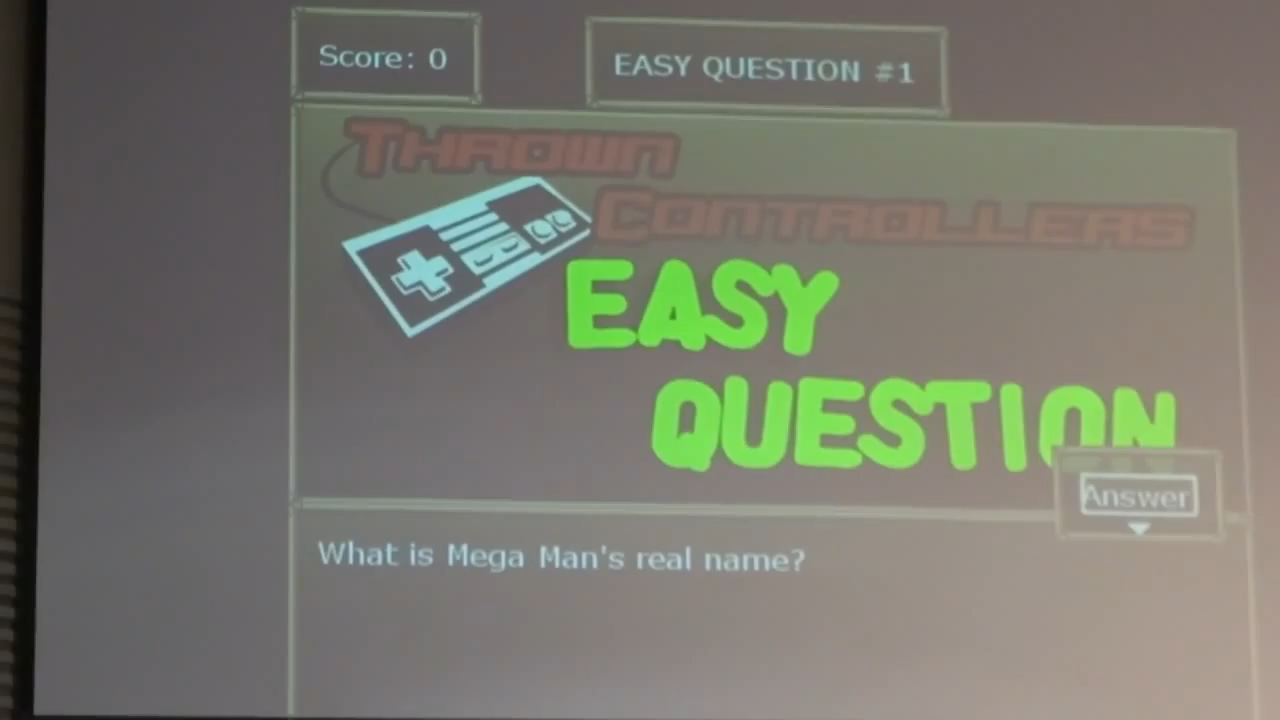 Score: 0
EASY QUESTION #1
THROWN
CONTROLLERS
EASY
QUESTION
Answer
What is Mega Man's real name?